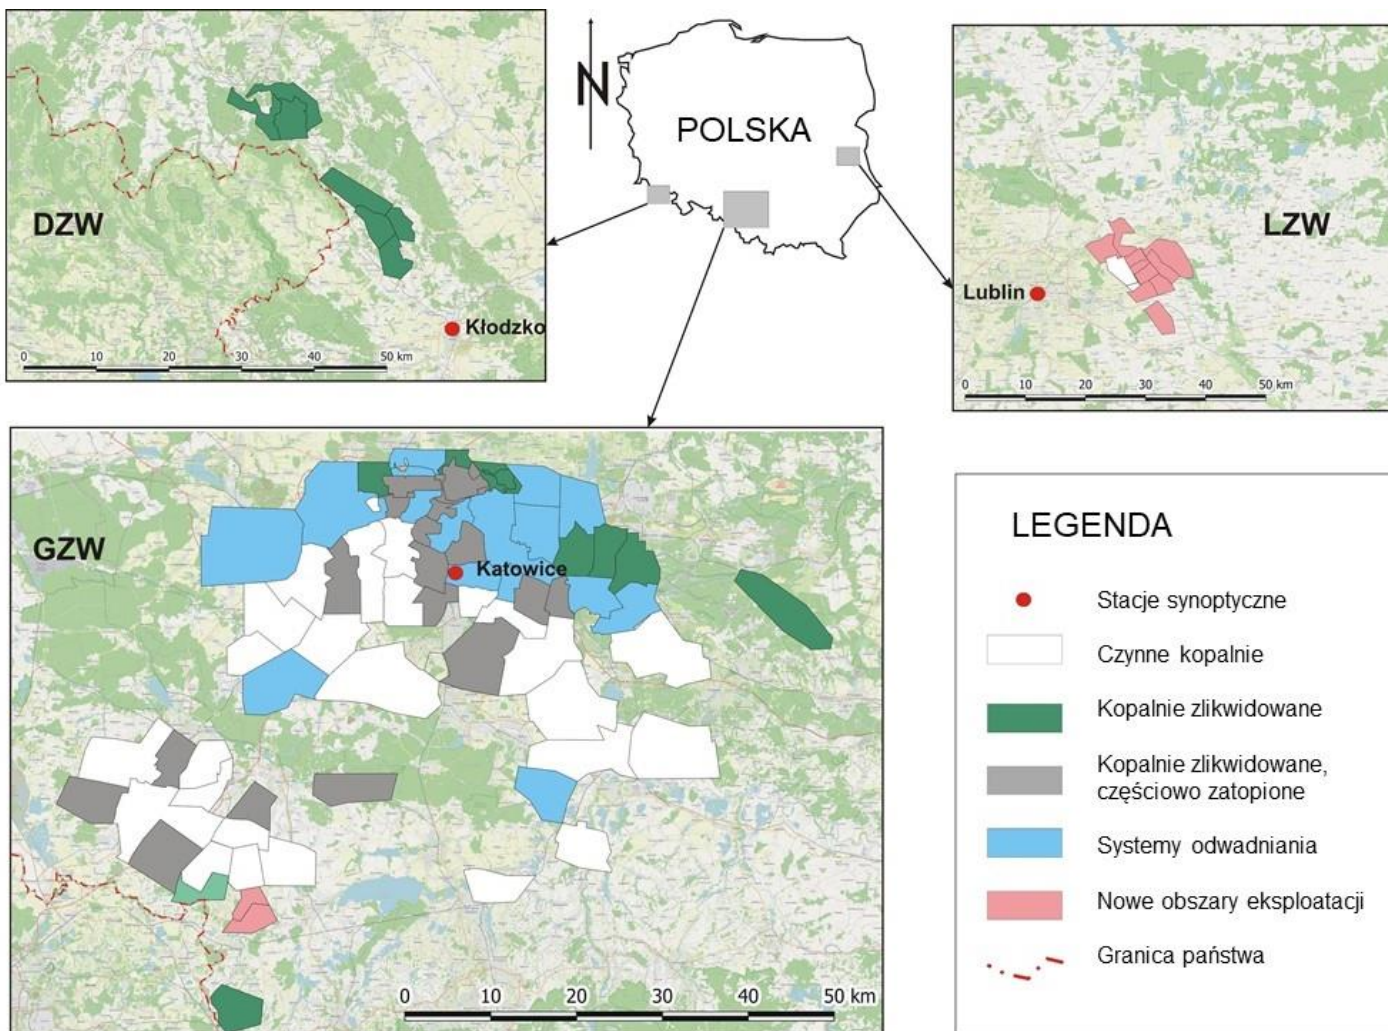 N
POLSKA
DZW
Kłodzko
0 10 20 30 40 50 km
LZW
Lublin
0 10 20 30 40 50 km
GZW
Katowice
0 10 20 30 40 50 km
LEGENDA
Stacje synoptyczne
Czynne kopalnie
Kopalnie zlikwidowane
Kopalnie zlikwidowane,
częściowo zatopione
Systemy odwadniania
Nowe obszary eksploatacji
Granica państwa